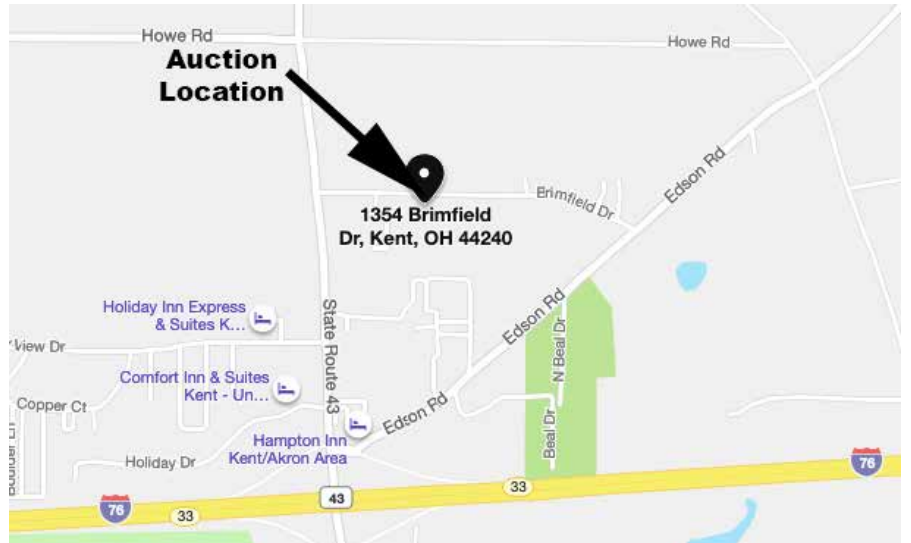 Howe Rd
Howe Rd
Auction
Location
Edson Rd
Brimfield Dr
1354 Brimfield
Dr, Kent, OH 44240
Holiday Inn Express
& Suites K...
State Route 43
Edson Rd
N Beal Dr
View Dr
Comfort Inn & Suites
Kent - Un...
Copper Ct
Edson Rd
Hampton Inn
Kent/Akron Area
Beal Dr
Holiday Dr
76
33
43
33
76